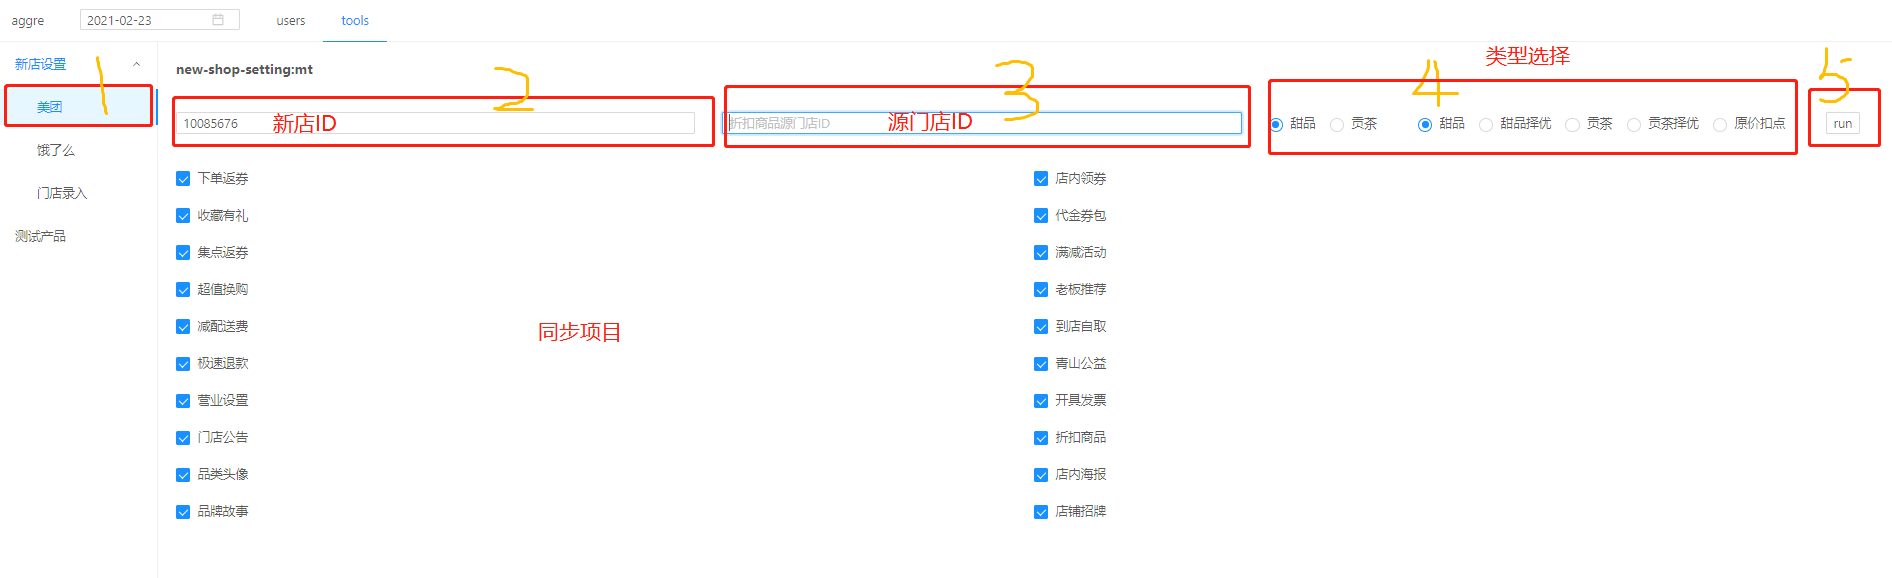 aggre 2021-02-23 users tools
类型选择
新店设置
1
new-shop-setting:mt
2 3 4 5
美团
10085676 新店ID 折扣商品源门店ID 源门店ID 甜品 贡茶 甜品 甜品择优 贡茶 贡茶择优 原价扣点 run
饿了么
门店录入
测试产品
下单返券 店内领券
收藏有礼 代金券包
集点返券 满减活动
超值换购 老板推荐
减配送费 到店自取
同步项目
极速退款 青山公益
营业设置 开具发票
门店公告 折扣商品
品类头像 店内海报
品牌故事 店铺招牌